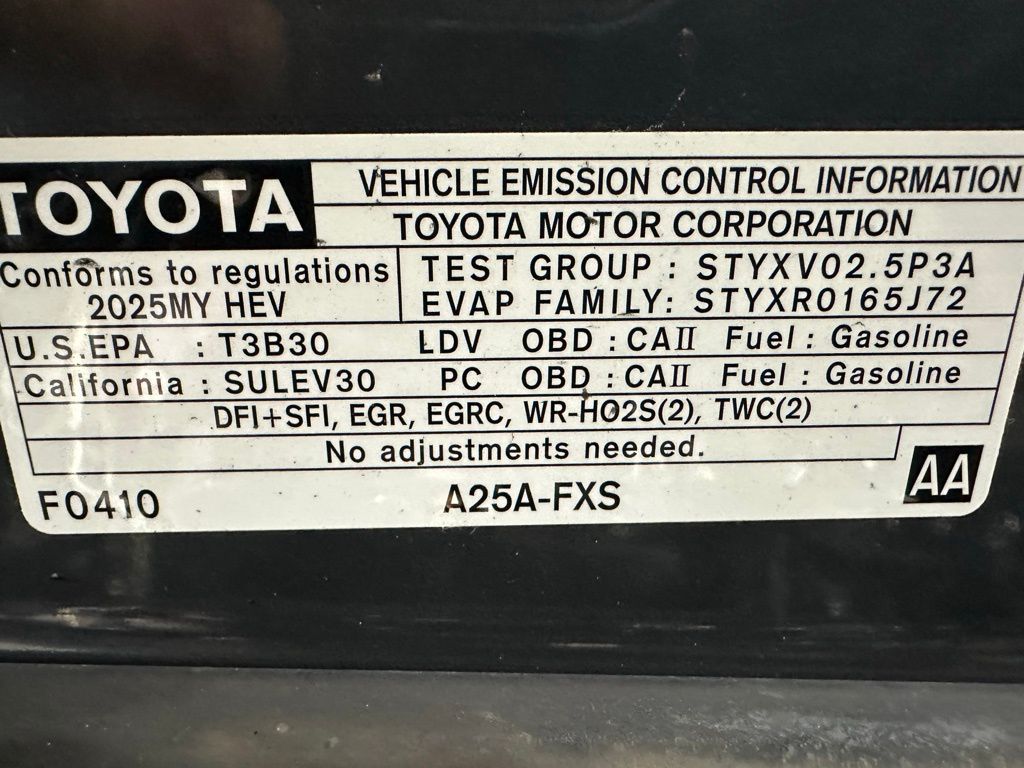 TOYOTA
VEHICLE EMISSION CONTROL INFORMATION
TOYOTA MOTOR CORPORATION
Conforms to regulations
2025MY HEV
TEST GROUP : STYXV02.5P3A
EVAP FAMILY: STYXR0165J72
U.S.EPA : T3B30 LDV OBD : CAII Fuel : Gasoline
California : SULEV30 PC OBD : CAII Fuel : Gasoline
DFI+SFI, EGR, EGRC, WR-HO2S(2), TWC(2)
No adjustments needed.
AA
F0410 A25A-FXS